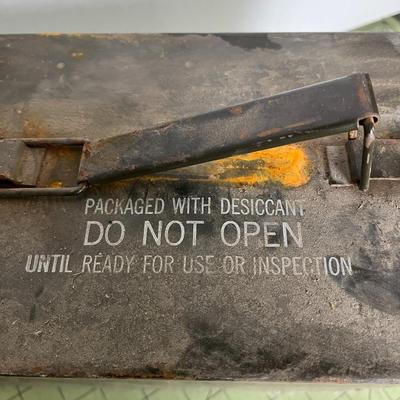 PACKAGED WITH DESICCANT
DO NOT OPEN
UNTIL READY FOR USE OR INSPECTION